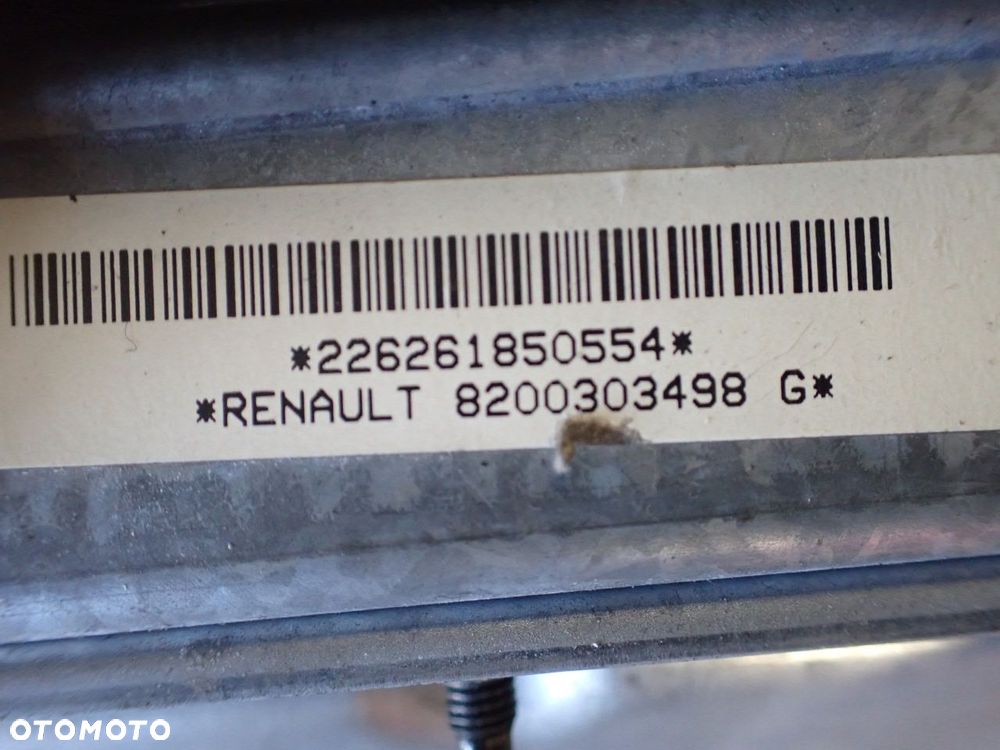 *226261850554*
*RENAULT 8200303498 G*
OTOMOTO